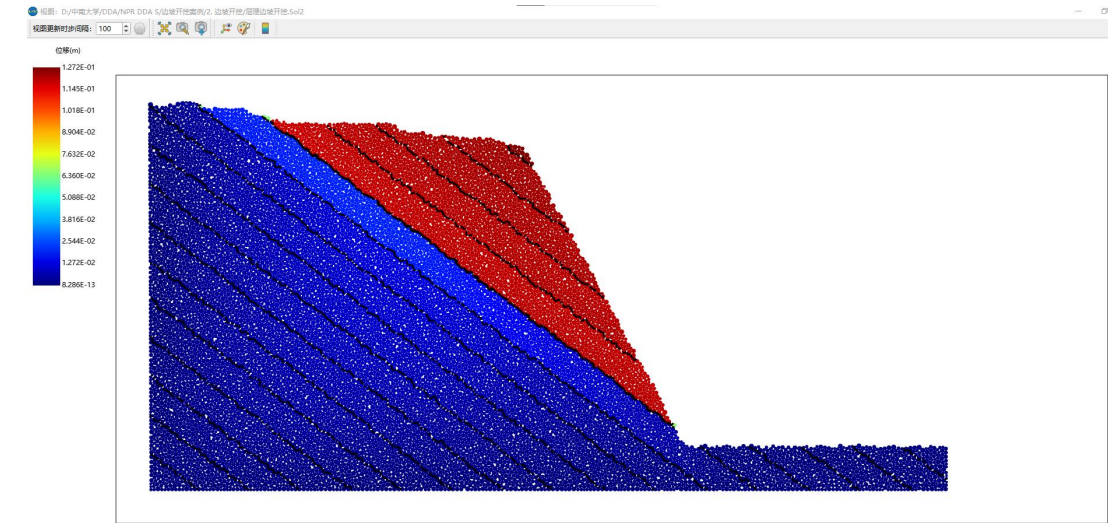 视图: D:/中南大学/DDA/NPR DDA 5/边坡开挖案例/2. 边坡开挖/层理边坡开挖.Sol2
视图更新时步间隔: 100
位移(m)
1.272E-01
1.145E-01
1.018E-01
8.904E-02
7.632E-02
6.360E-02
5.088E-02
3.816E-02
2.544E-02
1.272E-02
8.286E-13